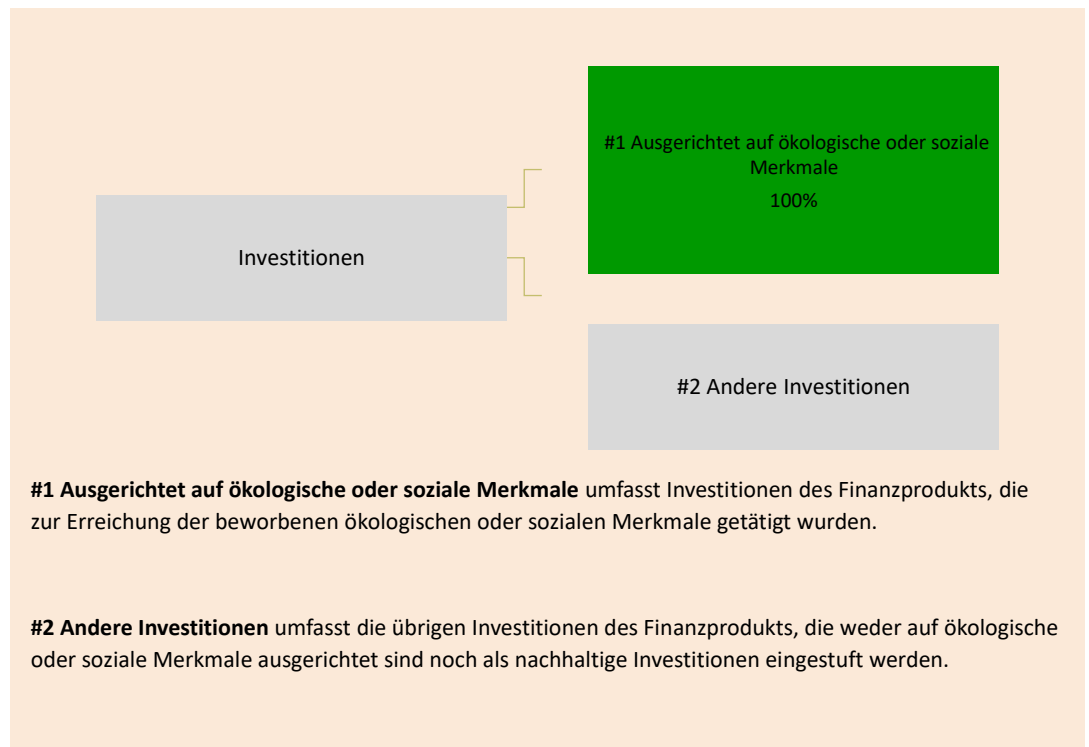 #1 Ausgerichtet auf ökologische oder soziale
Merkmale
100%
Investitionen
#2 Andere Investitionen
#1 Ausgerichtet auf ökologische oder soziale Merkmale umfasst Investitionen des Finanzprodukts, die
zur Erreichung der beworbenen ökologischen oder sozialen Merkmale getätigt wurden.
#2 Andere Investitionen umfasst die übrigen Investitionen des Finanzprodukts, die weder auf ökologische
oder soziale Merkmale ausgerichtet sind noch als nachhaltige Investitionen eingestuft werden.